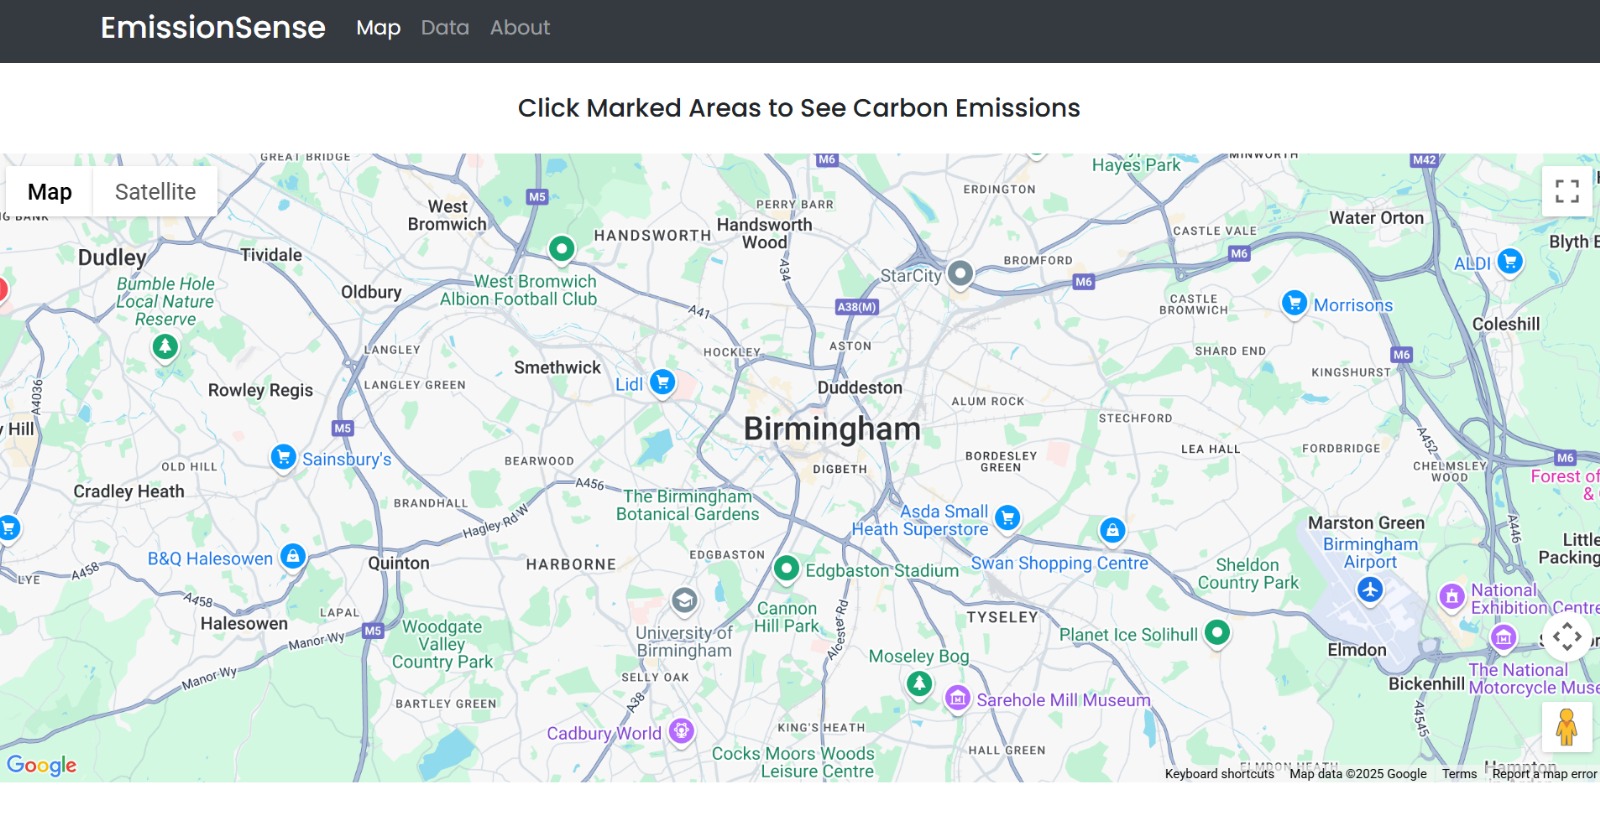 EmissionSense Map Data About
Click Marked Areas to See Carbon Emissions
Map Satellite
GREAT BRIDGE
M6
Hayes Park
MINWORTH
M42
M5
ERDINGTON
West
Bromwich
PERRY BARR
Handsworth
Wood
HANDSWORTH
Water Orton
CASTLE VALE
Dudley
Tividale
A34
StarCity
BROMFORD
M6
Blyth E
ALDI
Bumble Hole
Local Nature
Reserve
West Bromwich
Albion Football Club
Oldbury
M6
CASTLE
BROMWICH
Morrisons
A41
A38(M)
Coleshill
LANGLEY
HOCKLEY
ASTON
SHARD END
M6
Smethwick
KINGSHURST
A4036
Rowley Regis
LANGLEY GREEN
Lidl
Duddeston
ALUM ROCK
STECHFORD
y Hill
M5
Birmingham
A452
Sainsbury's
OLD HILL
BEARWOOD
DIGBETH
BORDESLEY
GREEN
LEA HALL
FORDBRIDGE
CHELMSLEY
WOOD
M6
Forest of
&
Cradley Heath
A456
The Birmingham
Botanical Gardens
BRANDHALL
Hagley Rd W
Asda Small
Heath Superstore
Marston Green
A446
B&Q Halesowen
Quinton
HARBORNE
EDGBASTON
Edgbaston Stadium
Swan Shopping Centre
Birmingham
Airport
Little
Packing
LYE
A458
Sheldon
Country Park
A458
LAPAL
Halesowen
Cannon
Hill Park
National
Exhibition Centre
M5
Manor Wy
Woodgate
Valley
Country Park
University of
Birmingham
Alcester Rd
TYSELEY
Planet Ice Solihull
Elmdon
Manor Wy
SELLY OAK
Moseley Bog
Bickenhill
The National
Motorcycle Muse
BARTLEY GREEN
A38
Sarehole Mill Museum
A4545
Cadbury World
KING'S HEATH
Cocks Moors Woods
Leisure Centre
HALL GREEN
ELMDON HEATH
Hampton
Google
Keyboard shortcuts Map data ©2025 Google Terms Report a map error